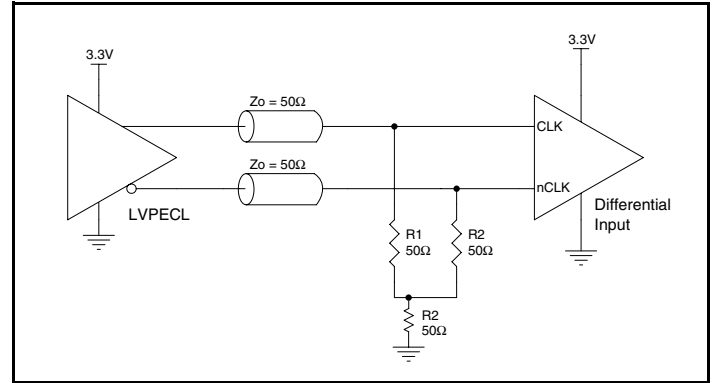 3.3V
3.3V
Zo = 50Ω
CLK
Zo = 50Ω
nCLK
LVPECL
Differential
Input
R1
50Ω
R2
50Ω
R2
50Ω